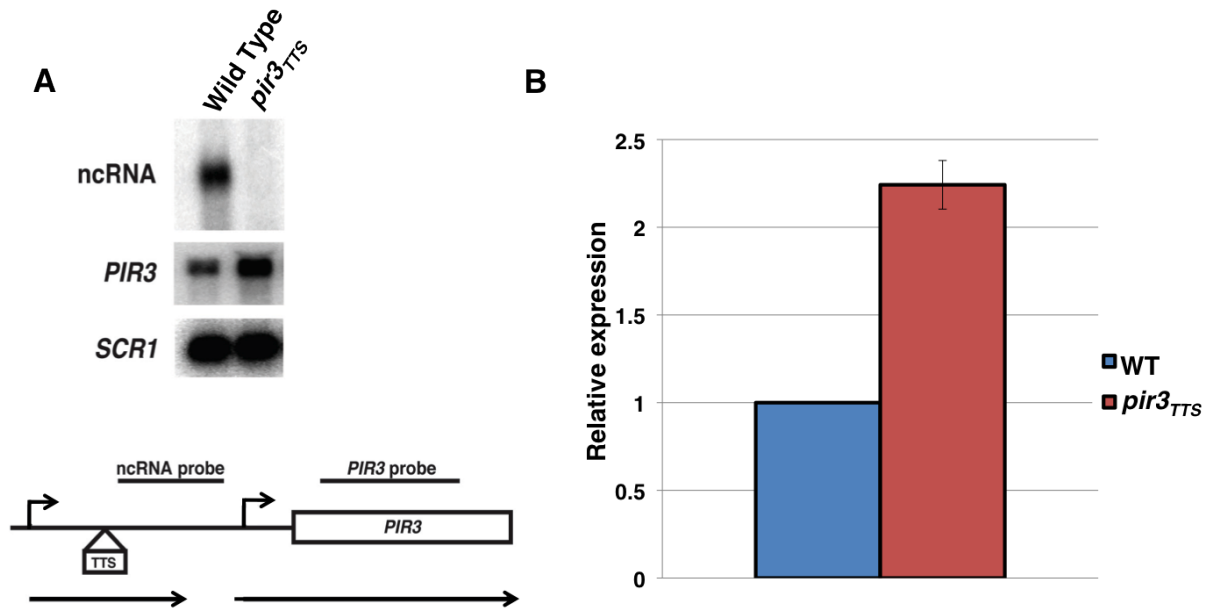 A
Wild Type
pir3TTS
ncRNA
PIR3
SCR1
ncRNA probe
PIR3 probe
PIR3
TTS
B
Relative expression
2.5
2
1.5
1
0.5
0
WT
pir3TTS